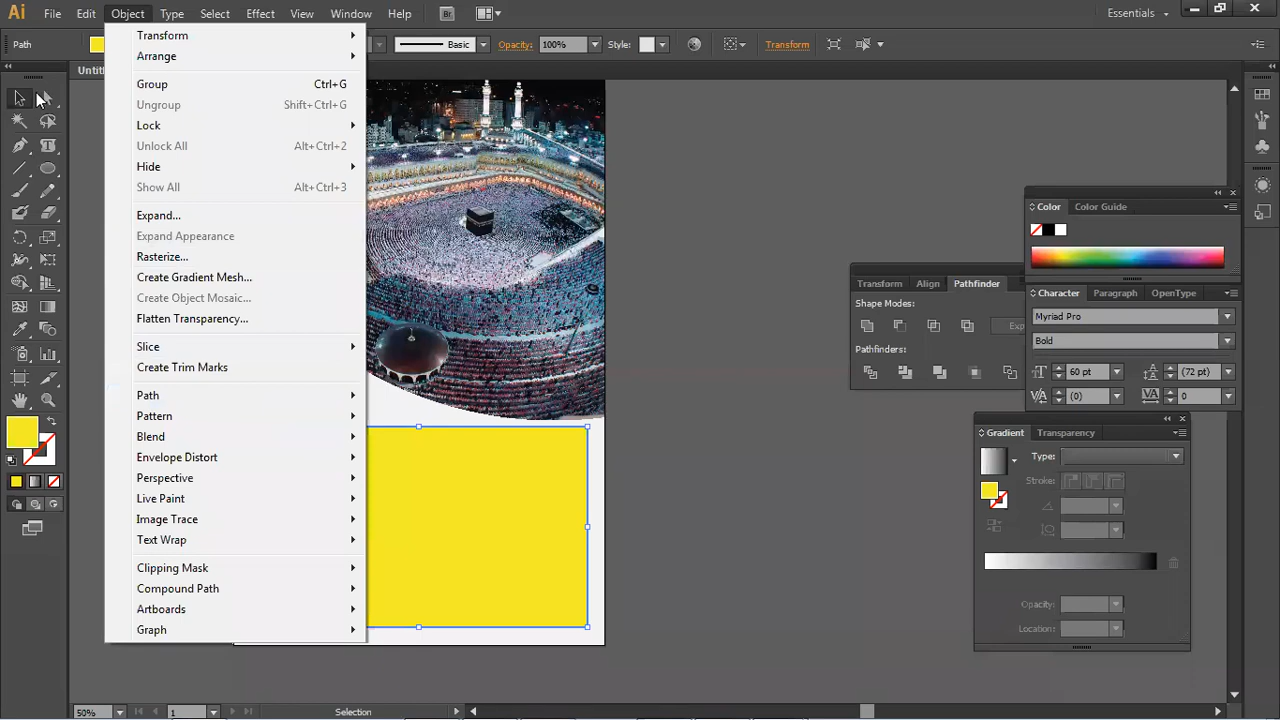 Ai File Edit Object Type Select Effect View Window Help Br Essentials
Path Basic Opacity: 100% Style: Transform
Transform
Arrange
Group Ctrl+G
Ungroup Shift+Ctrl+G
Lock
Unlock All Alt+Ctrl+2
Hide
Show All Alt+Ctrl+3
Expand...
Expand Appearance
Rasterize...
Create Gradient Mesh...
Create Object Mosaic...
Flatten Transparency...
Slice
Create Trim Marks
Path
Pattern
Blend
Envelope Distort
Perspective
Live Paint
Image Trace
Text Wrap
Clipping Mask
Compound Path
Artboards
Graph
Color Color Guide
Transform Align Pathfinder
Shape Modes:
Exp
Pathfinders:
Character Paragraph OpenType
Myriad Pro
Bold
60 pt (72 pt)
(0) 0
Gradient Transparency
Type:
Stroke:
Opacity:
Location:
50% 1 Selection